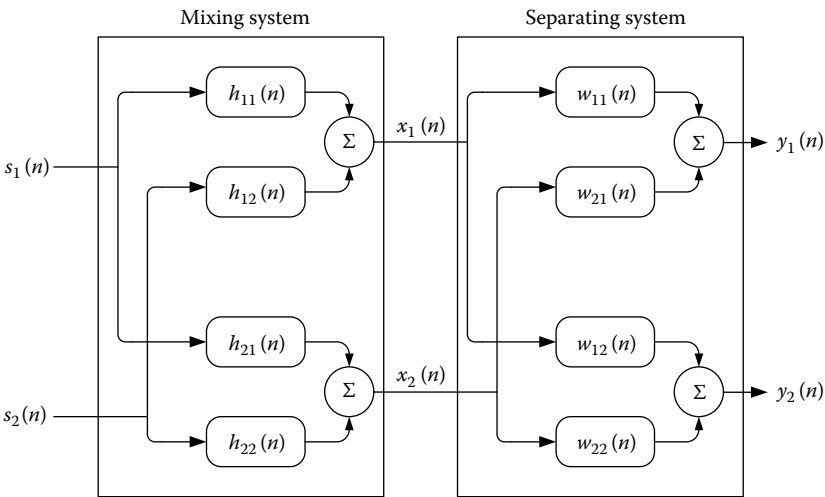 Mixing system
Separating system
h₁₁(n)
w₁₁(n)
x₁(n)
Σ
Σ
y₁(n)
s₁(n)
h₁₂(n)
w₂₁(n)
h₂₁(n)
w₁₂(n)
x₂(n)
Σ
Σ
y₂(n)
s₂(n)
h₂₂(n)
w₂₂(n)